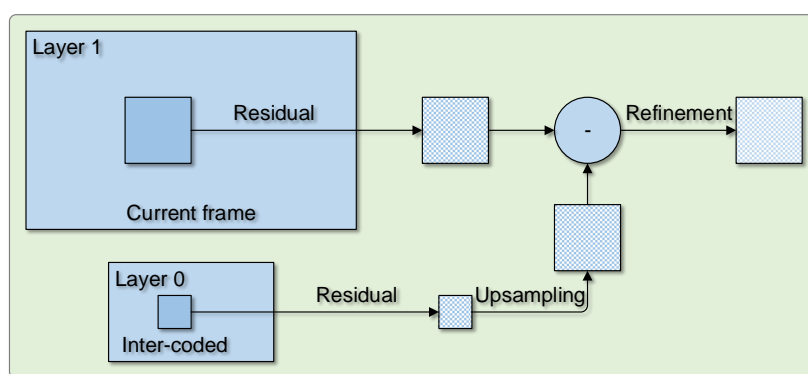 Layer 1
Residual
-
Refinement
Current frame
Layer 0
Residual
Upsampling
Inter-coded